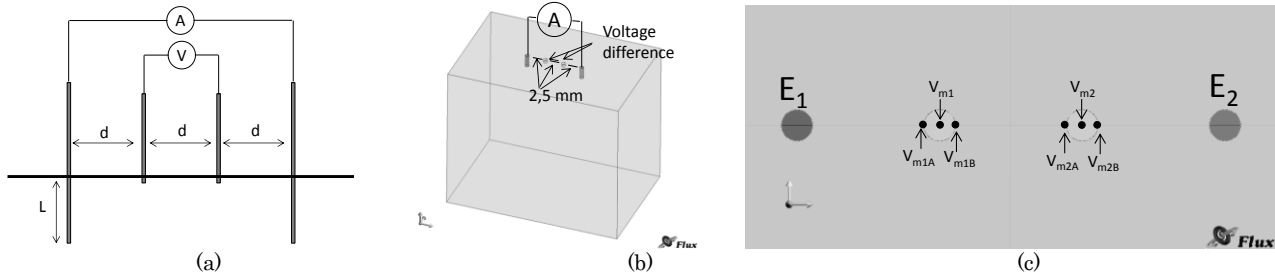 A
V
d
d
d
L
(a)
A
Voltage
difference
2,5 mm
Flux
(b)
E1
E2
Vm1
Vm2
Vm1A
Vm1B
Vm2A
Vm2B
Flux
(c)